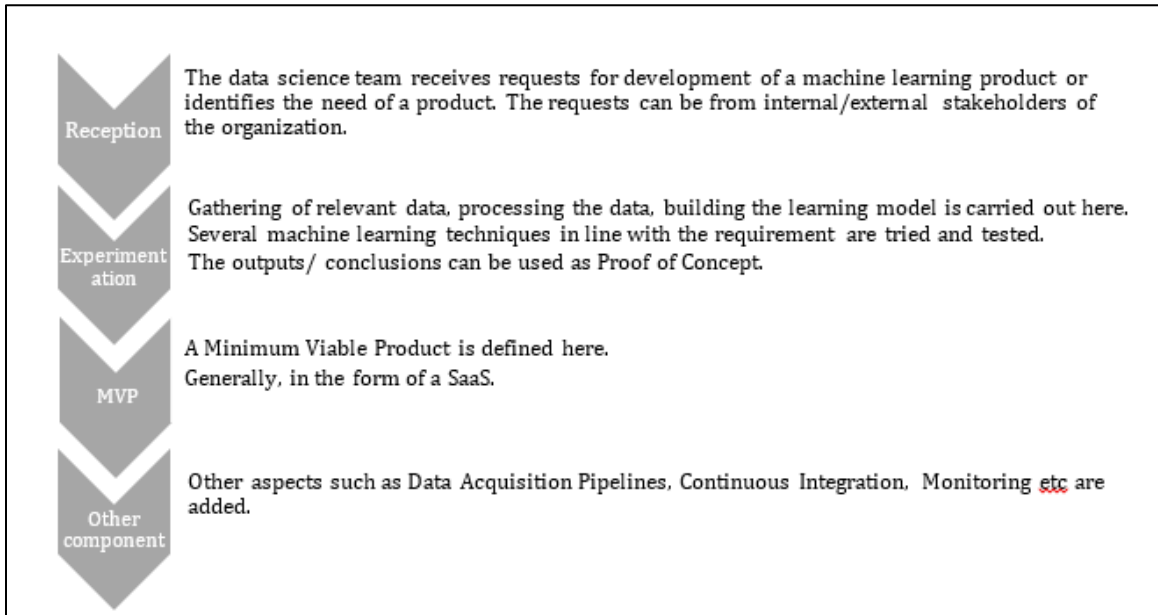 Reception
The data science team receives requests for development of a machine learning product or
identifies the need of a product. The requests can be from internal/external stakeholders of
the organization.
Experiment
ation
Gathering of relevant data, processing the data, building the learning model is carried out here.
Several machine learning techniques in line with the requirement are tried and tested.
The outputs/ conclusions can be used as Proof of Concept.
MVP
A Minimum Viable Product is defined here.
Generally, in the form of a SaaS.
Other
component
Other aspects such as Data Acquisition Pipelines, Continuous Integration, Monitoring etc are
added.